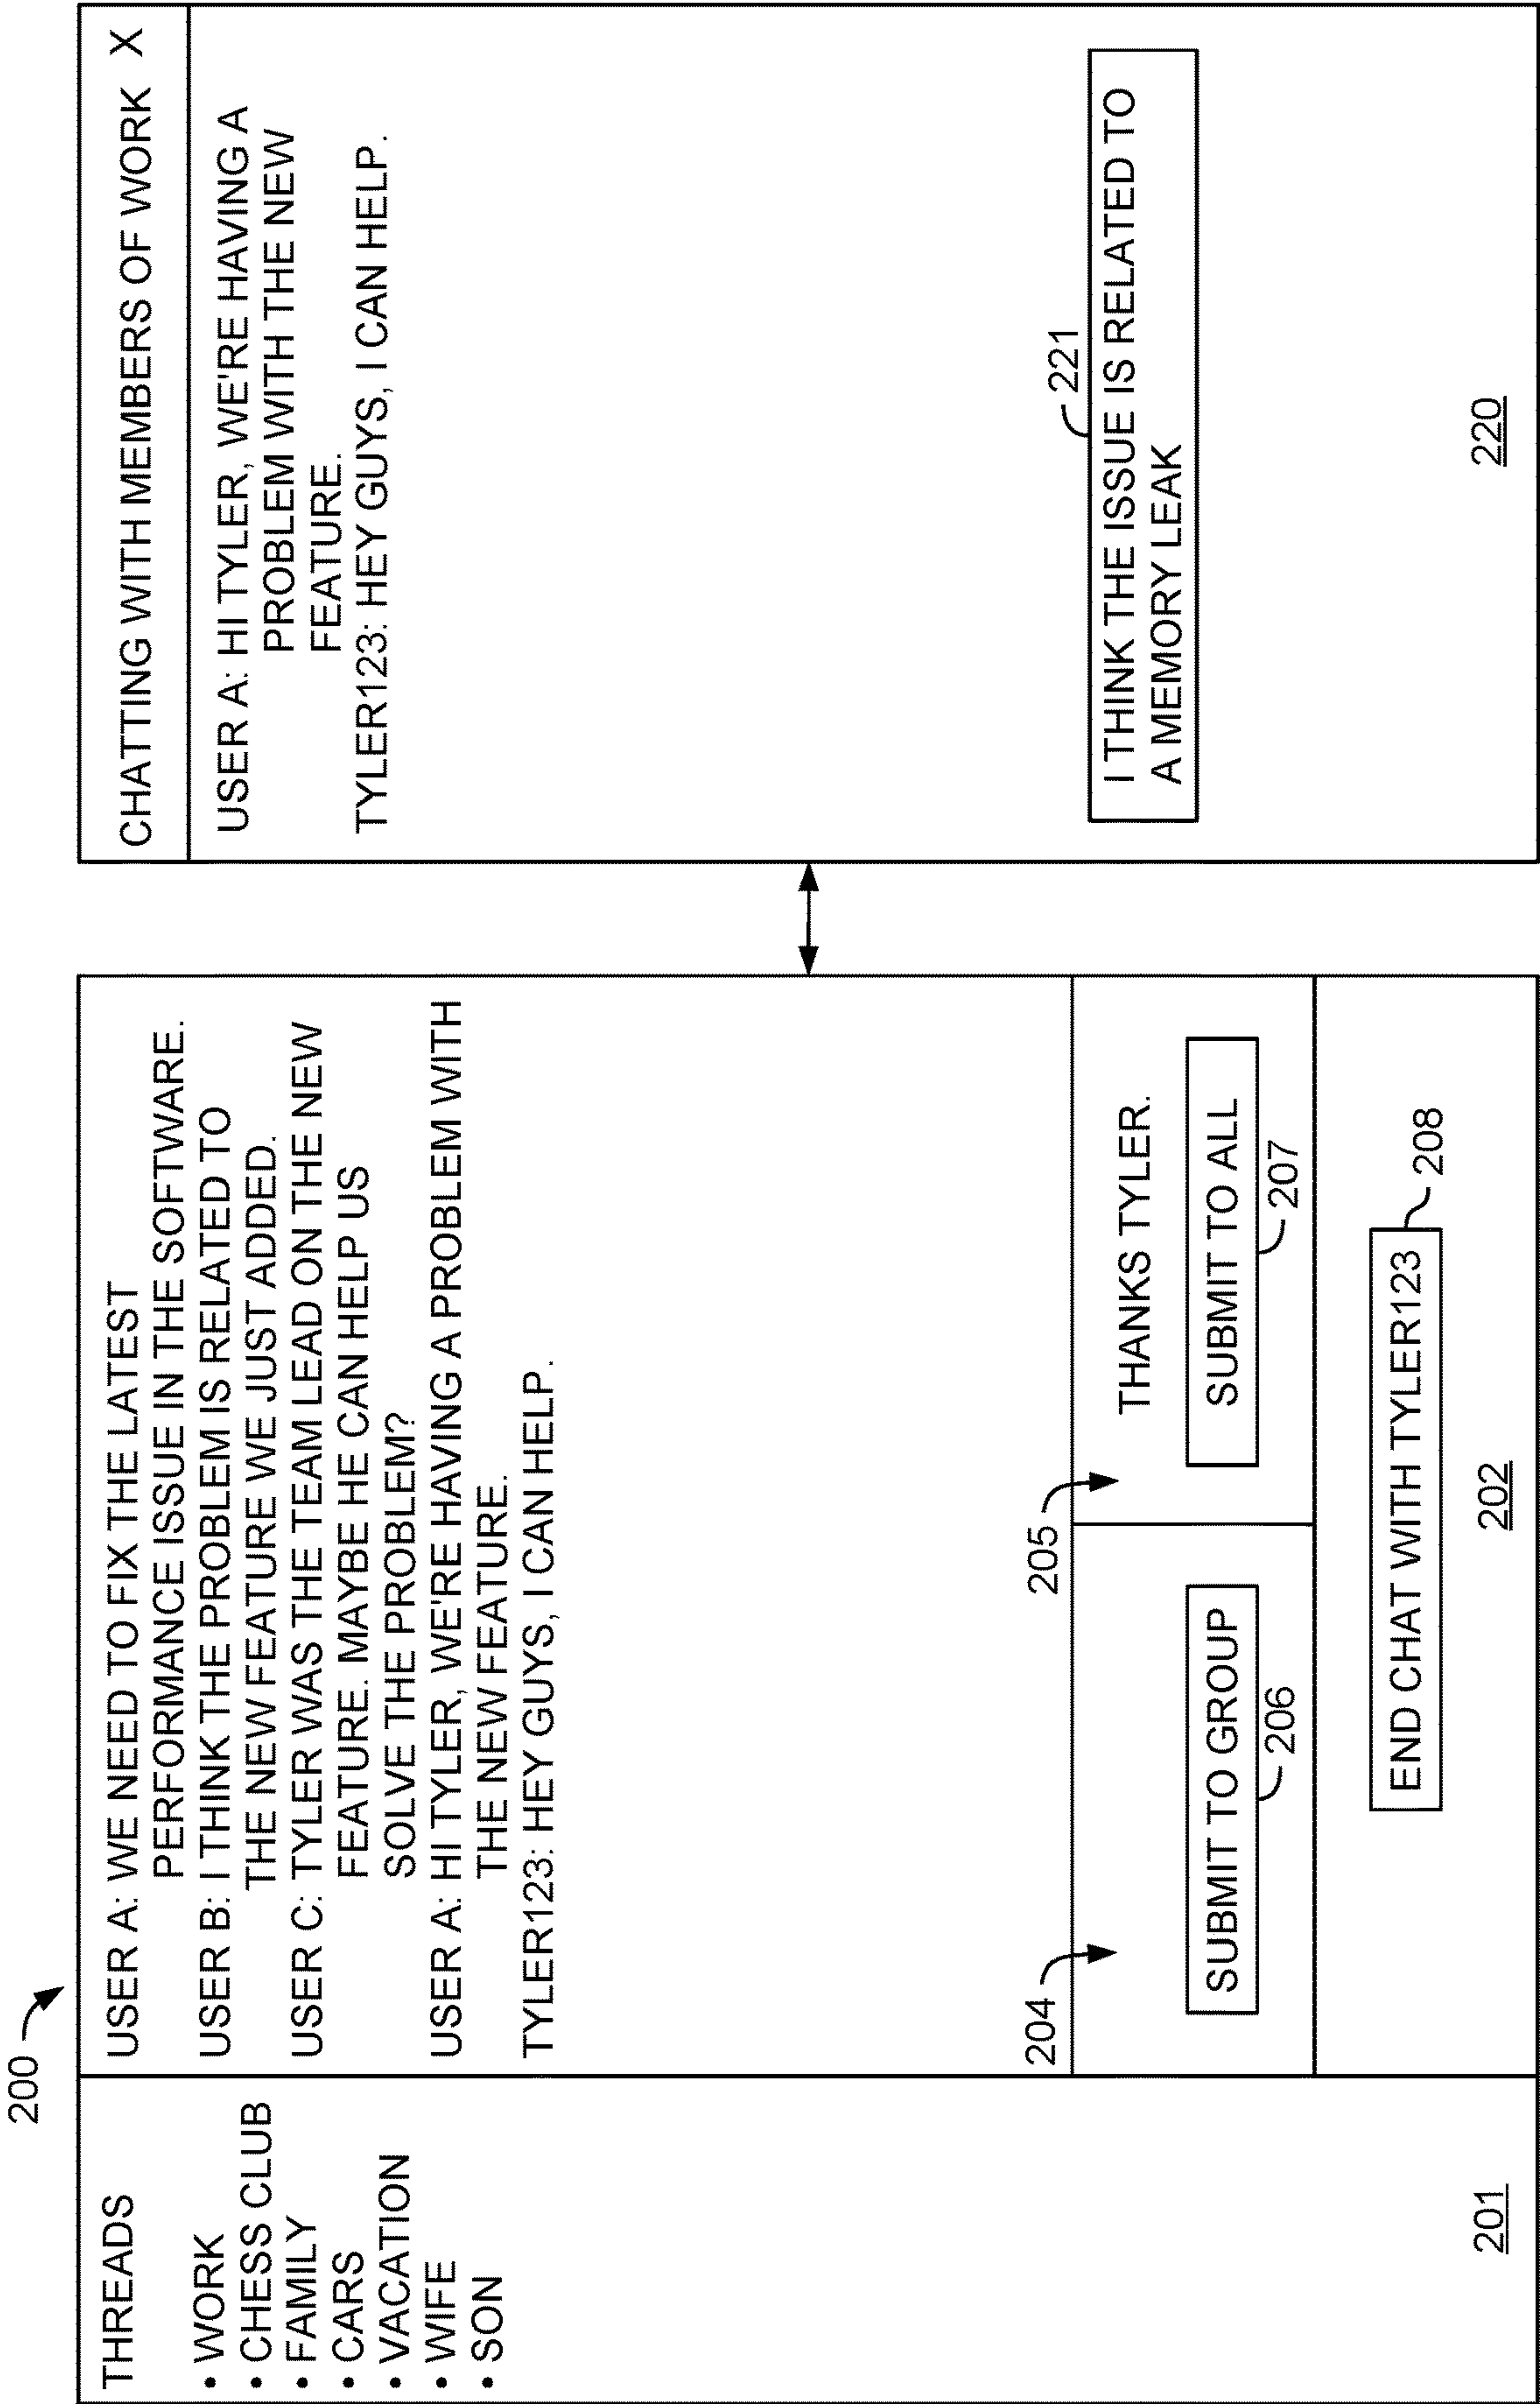 200
THREADS
• WORK
• CHESS CLUB
• FAMILY
• CARS
• VACATION
• WIFE
• SON
201
USER A: WE NEED TO FIX THE LATEST
PERFORMANCE ISSUE IN THE SOFTWARE.
USER B: I THINK THE PROBLEM IS RELATED TO
THE NEW FEATURE WE JUST ADDED.
USER C: TYLER WAS THE TEAM LEAD ON THE NEW
FEATURE. MAYBE HE CAN HELP US
SOLVE THE PROBLEM?
USER A: HI TYLER, WE'RE HAVING A PROBLEM WITH
THE NEW FEATURE.
TYLER123: HEY GUYS, I CAN HELP.
204
SUBMIT TO GROUP
206
205
THANKS TYLER.
SUBMIT TO ALL
207
END CHAT WITH TYLER123
208
202
CHATTING WITH MEMBERS OF WORK X
USER A: HI TYLER, WE'RE HAVING A
PROBLEM WITH THE NEW
FEATURE.
TYLER123: HEY GUYS, I CAN HELP.
221
I THINK THE ISSUE IS RELATED TO
A MEMORY LEAK
220